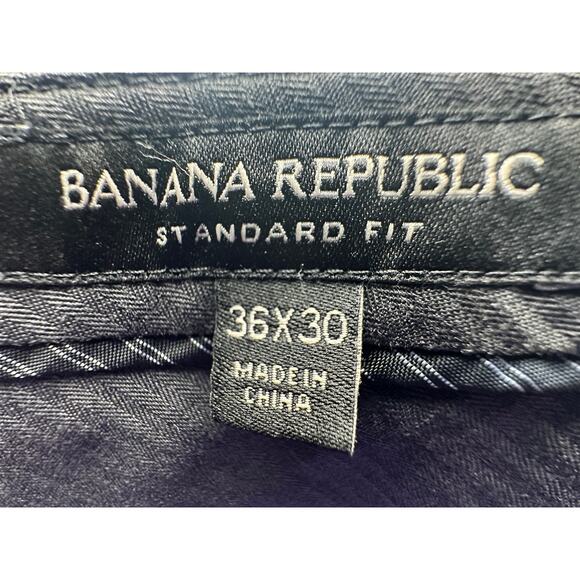 BANANA REPUBLIC
STANDARD FIT
36X30
MADE IN
CHINA